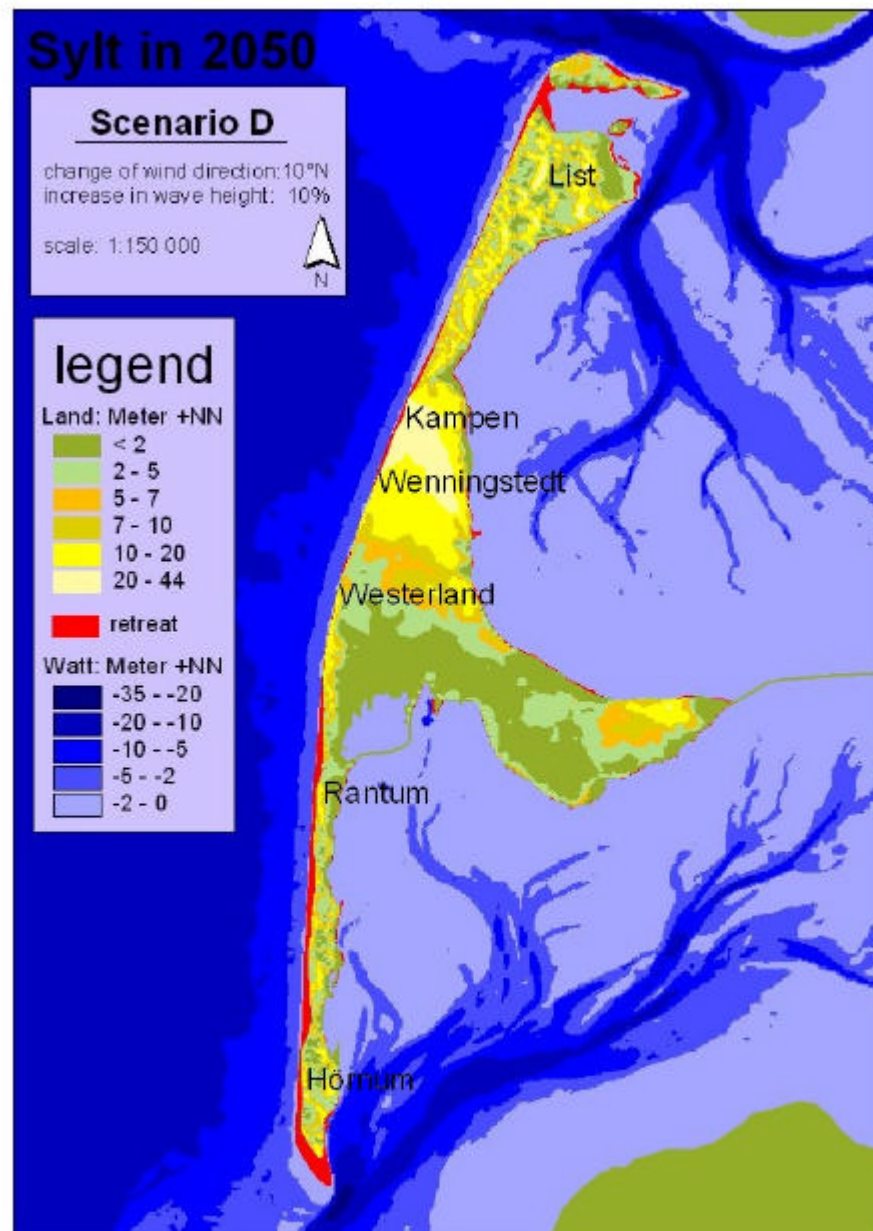 Sylt in 2050
Scenario D
change of wind direction:10°N
increase in wave height: 10%
scale: 1:150 000
N
legend
Land: Meter +NN
< 2
2 - 5
5 - 7
7 - 10
10 - 20
20 - 44
retreat
Watt: Meter +NN
-35 - -20
-20 - -10
-10 - -5
-5 - -2
-2 - 0
List
Kampen
Wenningstedt
Westerland
Rantum
Hörnum